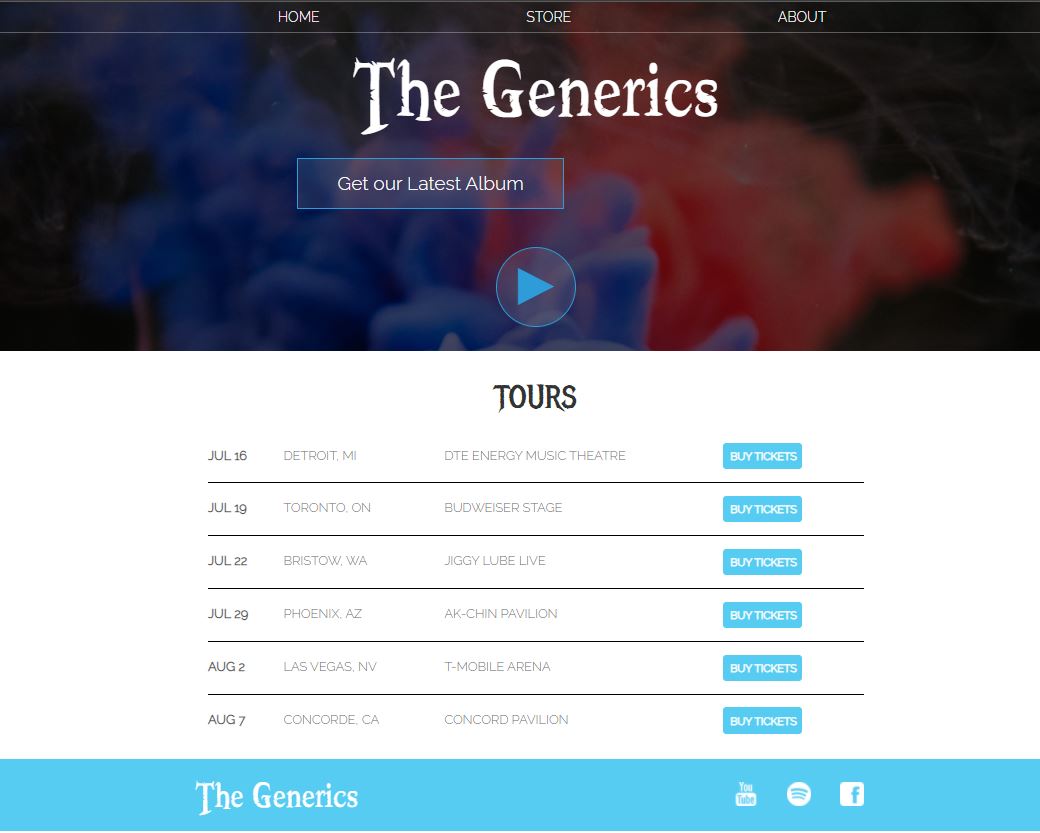 HOME STORE ABOUT
The Generics
Get our Latest Album
TOURS
JUL 16 DETROIT, MI DTE ENERGY MUSIC THEATRE BUY TICKETS
JUL 19 TORONTO, ON BUDWEISER STAGE BUY TICKETS
JUL 22 BRISTOW, WA JIGGY LUBE LIVE BUY TICKETS
JUL 29 PHOENIX, AZ AK-CHIN PAVILION BUY TICKETS
AUG 2 LAS VEGAS, NV T-MOBILE ARENA BUY TICKETS
AUG 7 CONCORDE, CA CONCORD PAVILION BUY TICKETS
The Generics You
Tube